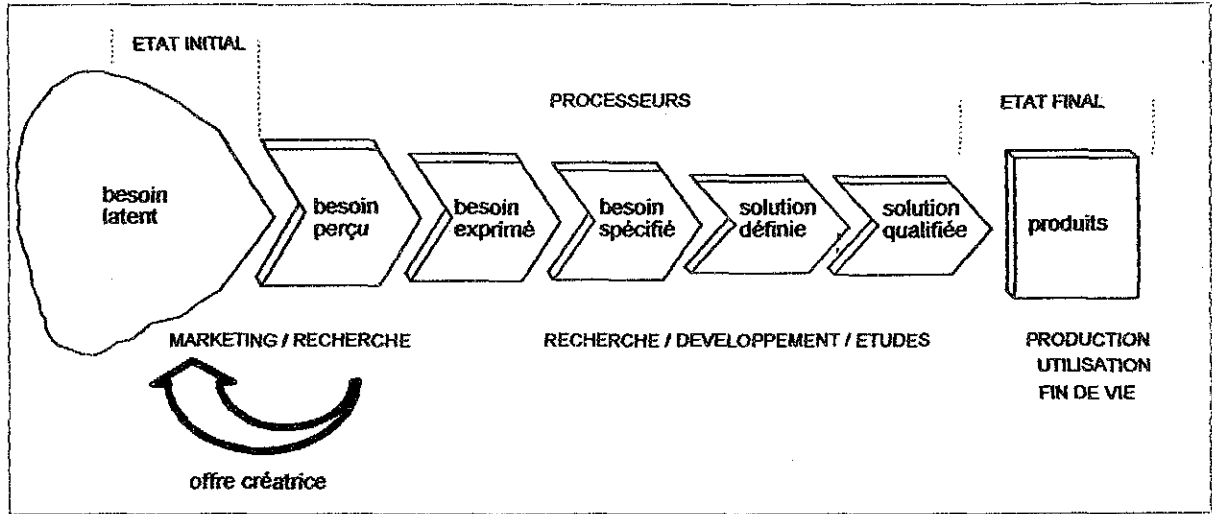 ETAT INITIAL
PROCESSEURS
ETAT FINAL
besoin
latent
besoin
perçu
besoin
exprimé
besoin
spécifié
solution
définie
solution
qualifiée
produits
MARKETING / RECHERCHE
RECHERCHE / DEVELOPPEMENT / ETUDES
PRODUCTION
UTILISATION
FIN DE VIE
offre créatrice